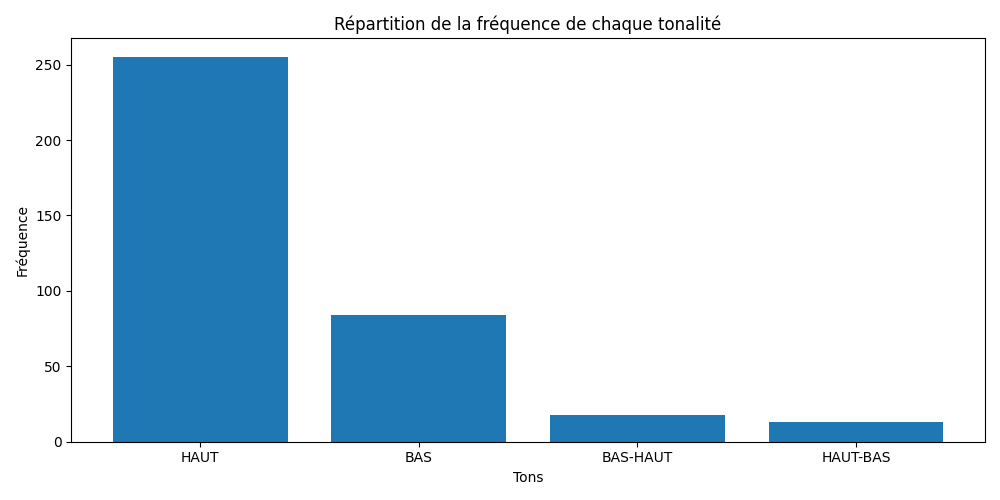 Répartition de la fréquence de chaque tonalité
Fréquence
250
200
150
100
50
0
HAUT BAS BAS-HAUT HAUT-BAS
Tons